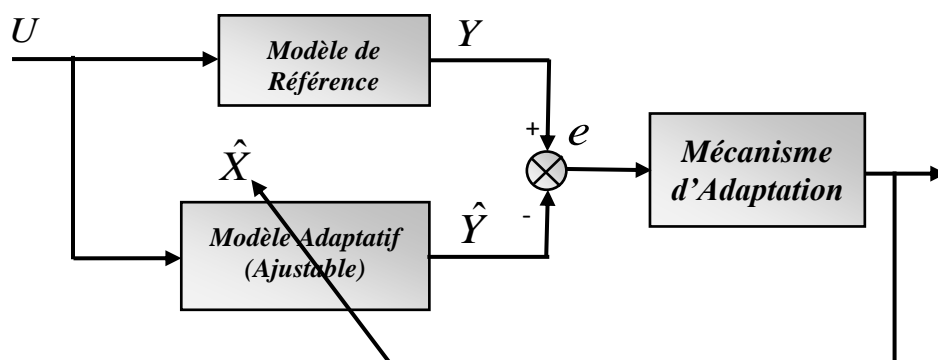 U
Modèle de
Référence
Y
+
e
Mécanisme
d'Adaptation
X̂
-
Modèle Adaptatif
(Ajustable)
Ŷ